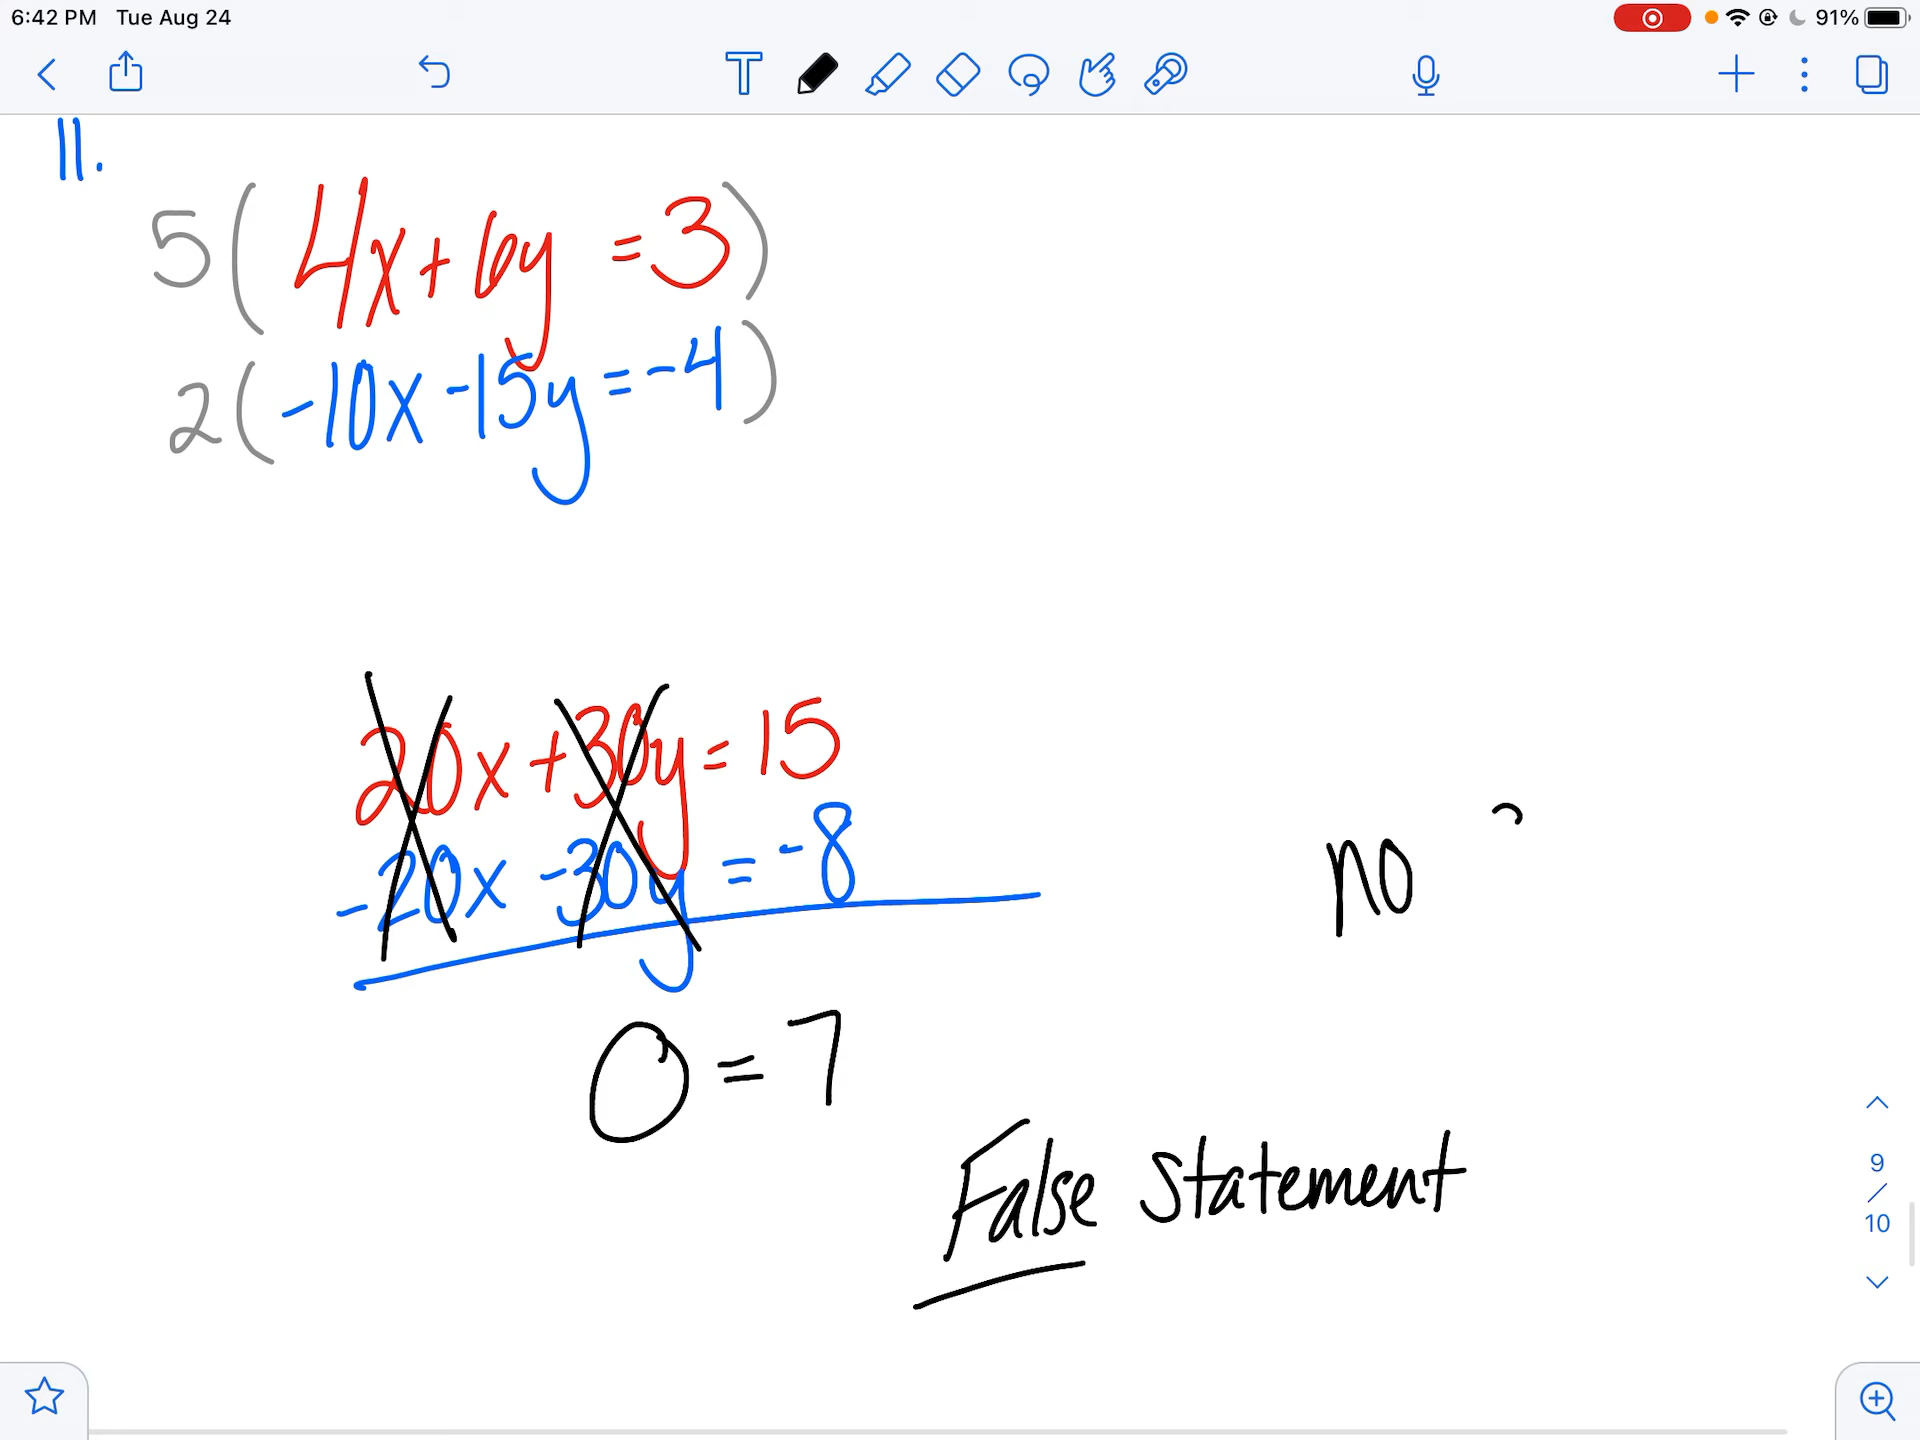 6:42 PM Tue Aug 24
91%
T
11.
5( 4x+6y =3)
2(-10x -15y=-4)
20x +30y= 15
-20x -30y = -8
no
0 = 7
False Statement
9
/
10